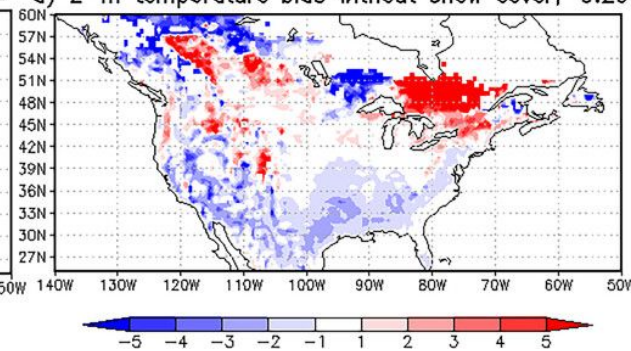 2-m temperature bias without snow cover,
60N
57N
54N
51N
48N
45N
42N
39N
36N
33N
30N
27N
50W 140W 130W 120W 110W 100W 90W 80W 70W 60W 50W
-5 -4 -3 -2 -1 1 2 3 4 5